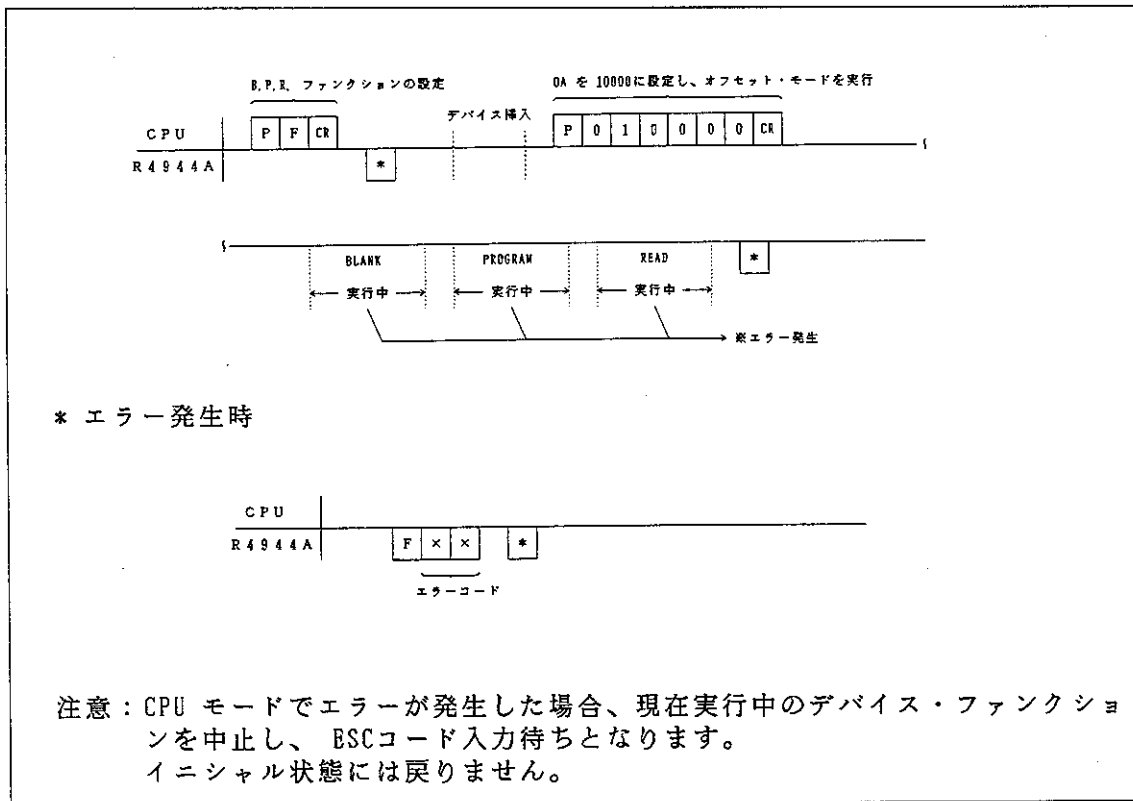 B,P,R, ファンクションの設定
OA を 10000に設定し、オフセット・モードを実行
デバイス挿入
CPU
P F CR
P 0 1 0 0 0 0 CR
R4944A
*
BLANK PROGRAM READ
*
実行中 実行中 実行中
※エラー発生
* エラー発生時
CPU
R4944A
F × × *
エラーコード
注意：CPU モードでエラーが発生した場合、現在実行中のデバイス・ファンクショ
ンを中止し、 ESCコード入力待ちとなります。
イニシャル状態には戻りません。